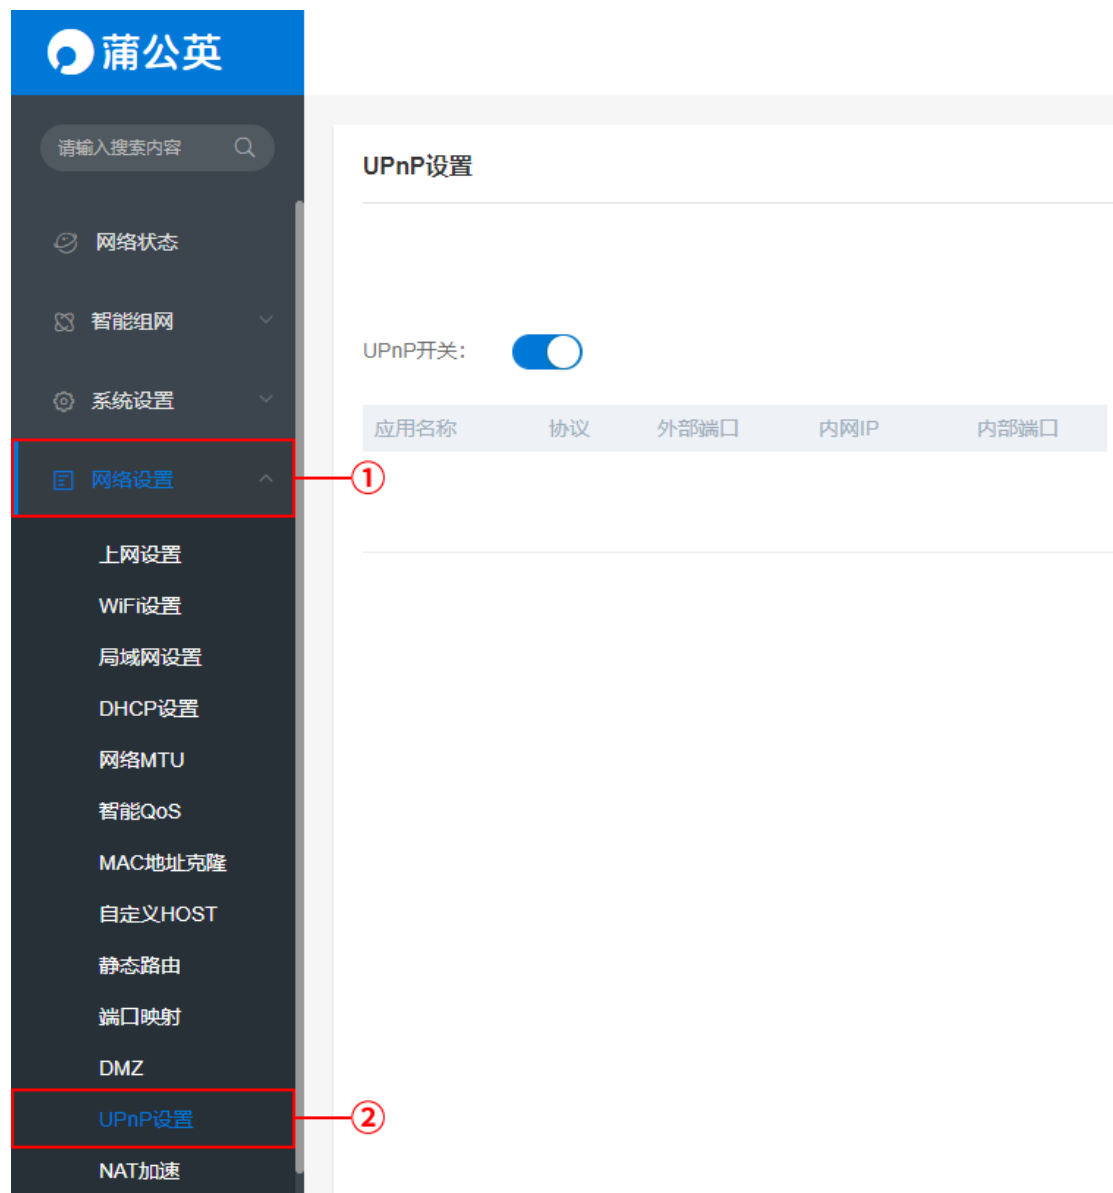 蒲公英
请输入搜索内容
网络状态
智能组网
系统设置
网络设置
①
上网设置
WiFi设置
局域网设置
DHCP设置
网络MTU
智能QoS
MAC地址克隆
自定义HOST
静态路由
端口映射
DMZ
UPnP设置
②
NAT加速
UPnP设置
UPnP开关：
应用名称 协议 外部端口 内网IP 内部端口